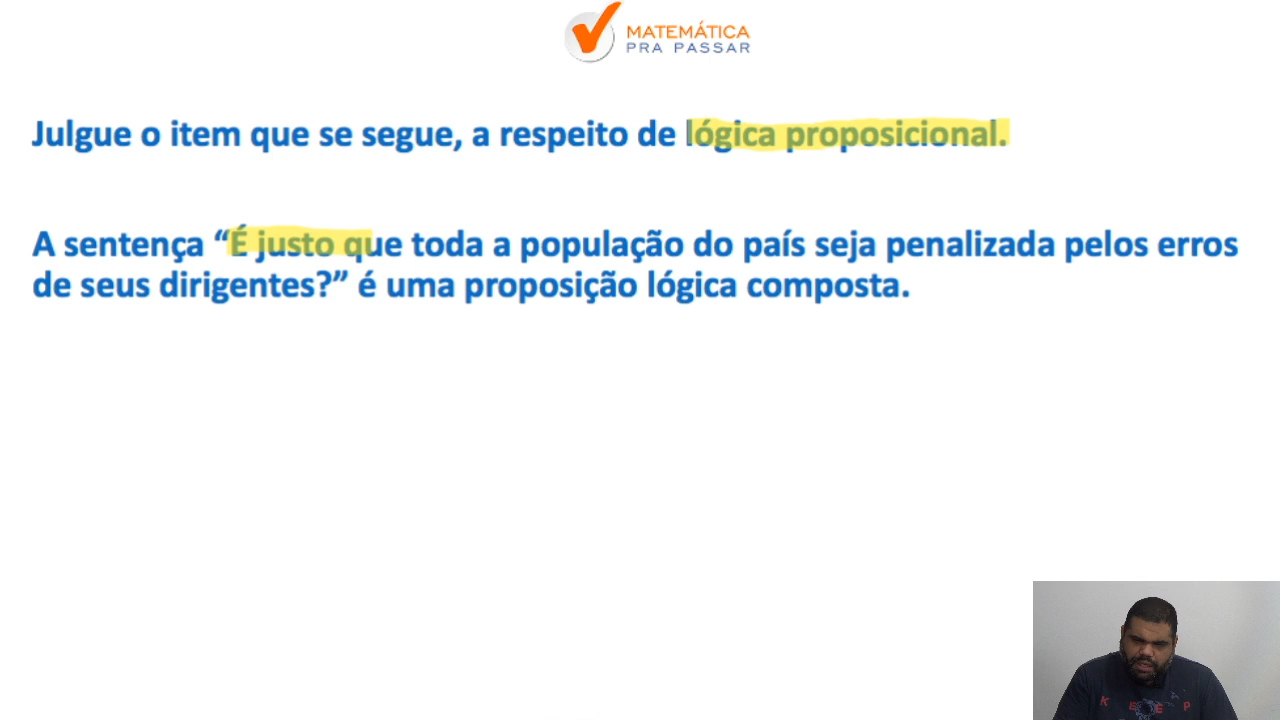 MATEMÁTICA
PRA PASSAR
Julgue o item que se segue, a respeito de lógica proposicional.
A sentença “É justo que toda a população do país seja penalizada pelos erros
de seus dirigentes?” é uma proposição lógica composta.
K E E P